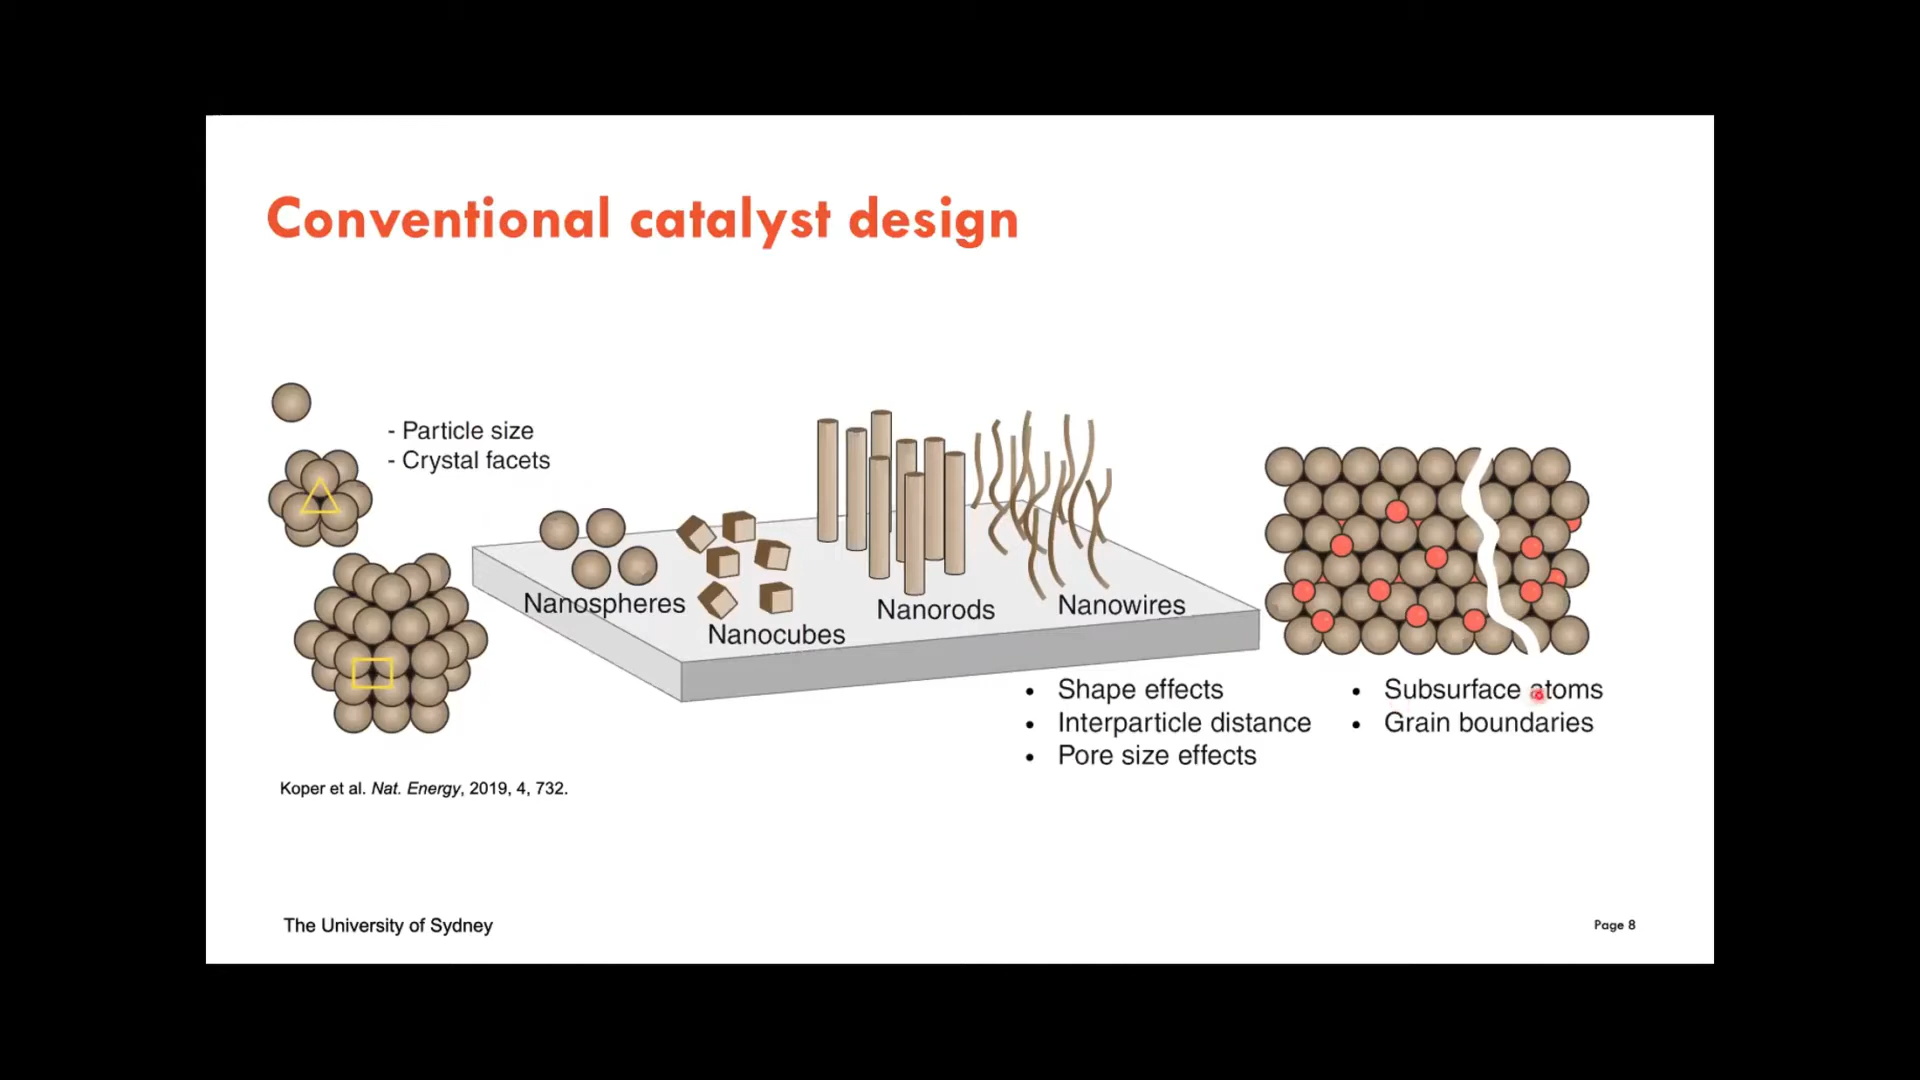 Conventional catalyst design
- Particle size
- Crystal facets
Nanospheres
Nanocubes
Nanorods
Nanowires
• Shape effects
• Interparticle distance
• Pore size effects
• Subsurface atoms
• Grain boundaries
Koper et al. Nat. Energy, 2019, 4, 732.
The University of Sydney
Page 8